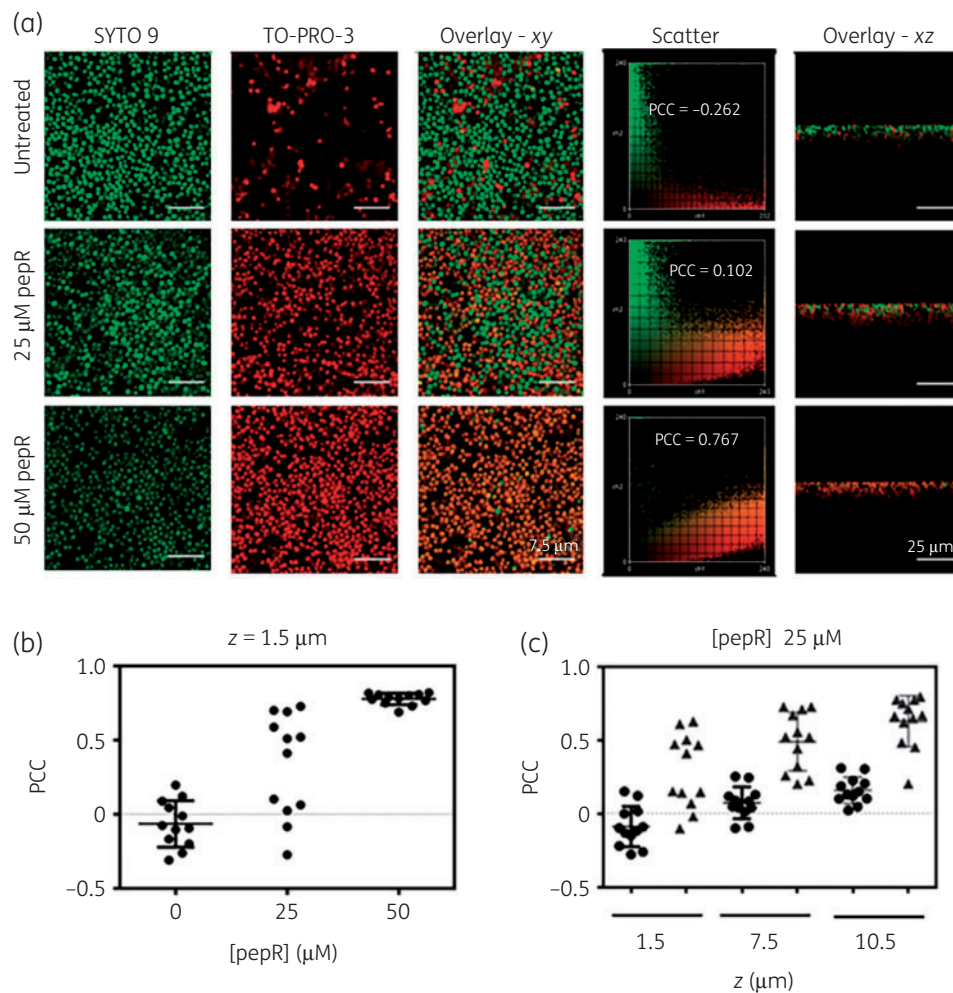 (a)
SYTO 9 TO-PRO-3 Overlay - xy Scatter Overlay - xz
Untreated
PCC = –0.262
25 μM pepR
PCC = 0.102
50 μM pepR
PCC = 0.767
7.5 μm
25 μm
(b)
z = 1.5 μm
1.0
0.5
0
–0.5
PCC
0 25 50
[pepR] (μM)
(c)
[pepR] 25 μM
1.0
0.5
0
–0.5
PCC
1.5 7.5 10.5
z (μm)